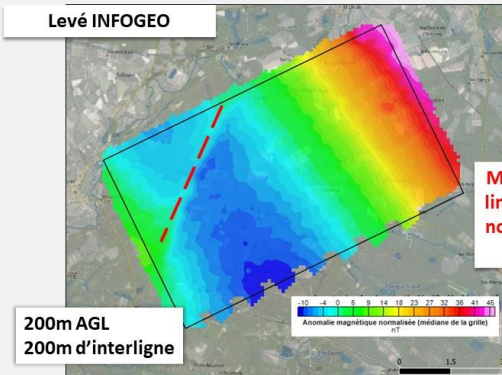 Levé INFOGEO
M
lin
no
200m AGL
200m d'interligne
-10 -4 0 5 9 14 18 23 27 32 36 41 45
Anomalie magnétique normalisée (médiane de la grille)
nT
0 1.5